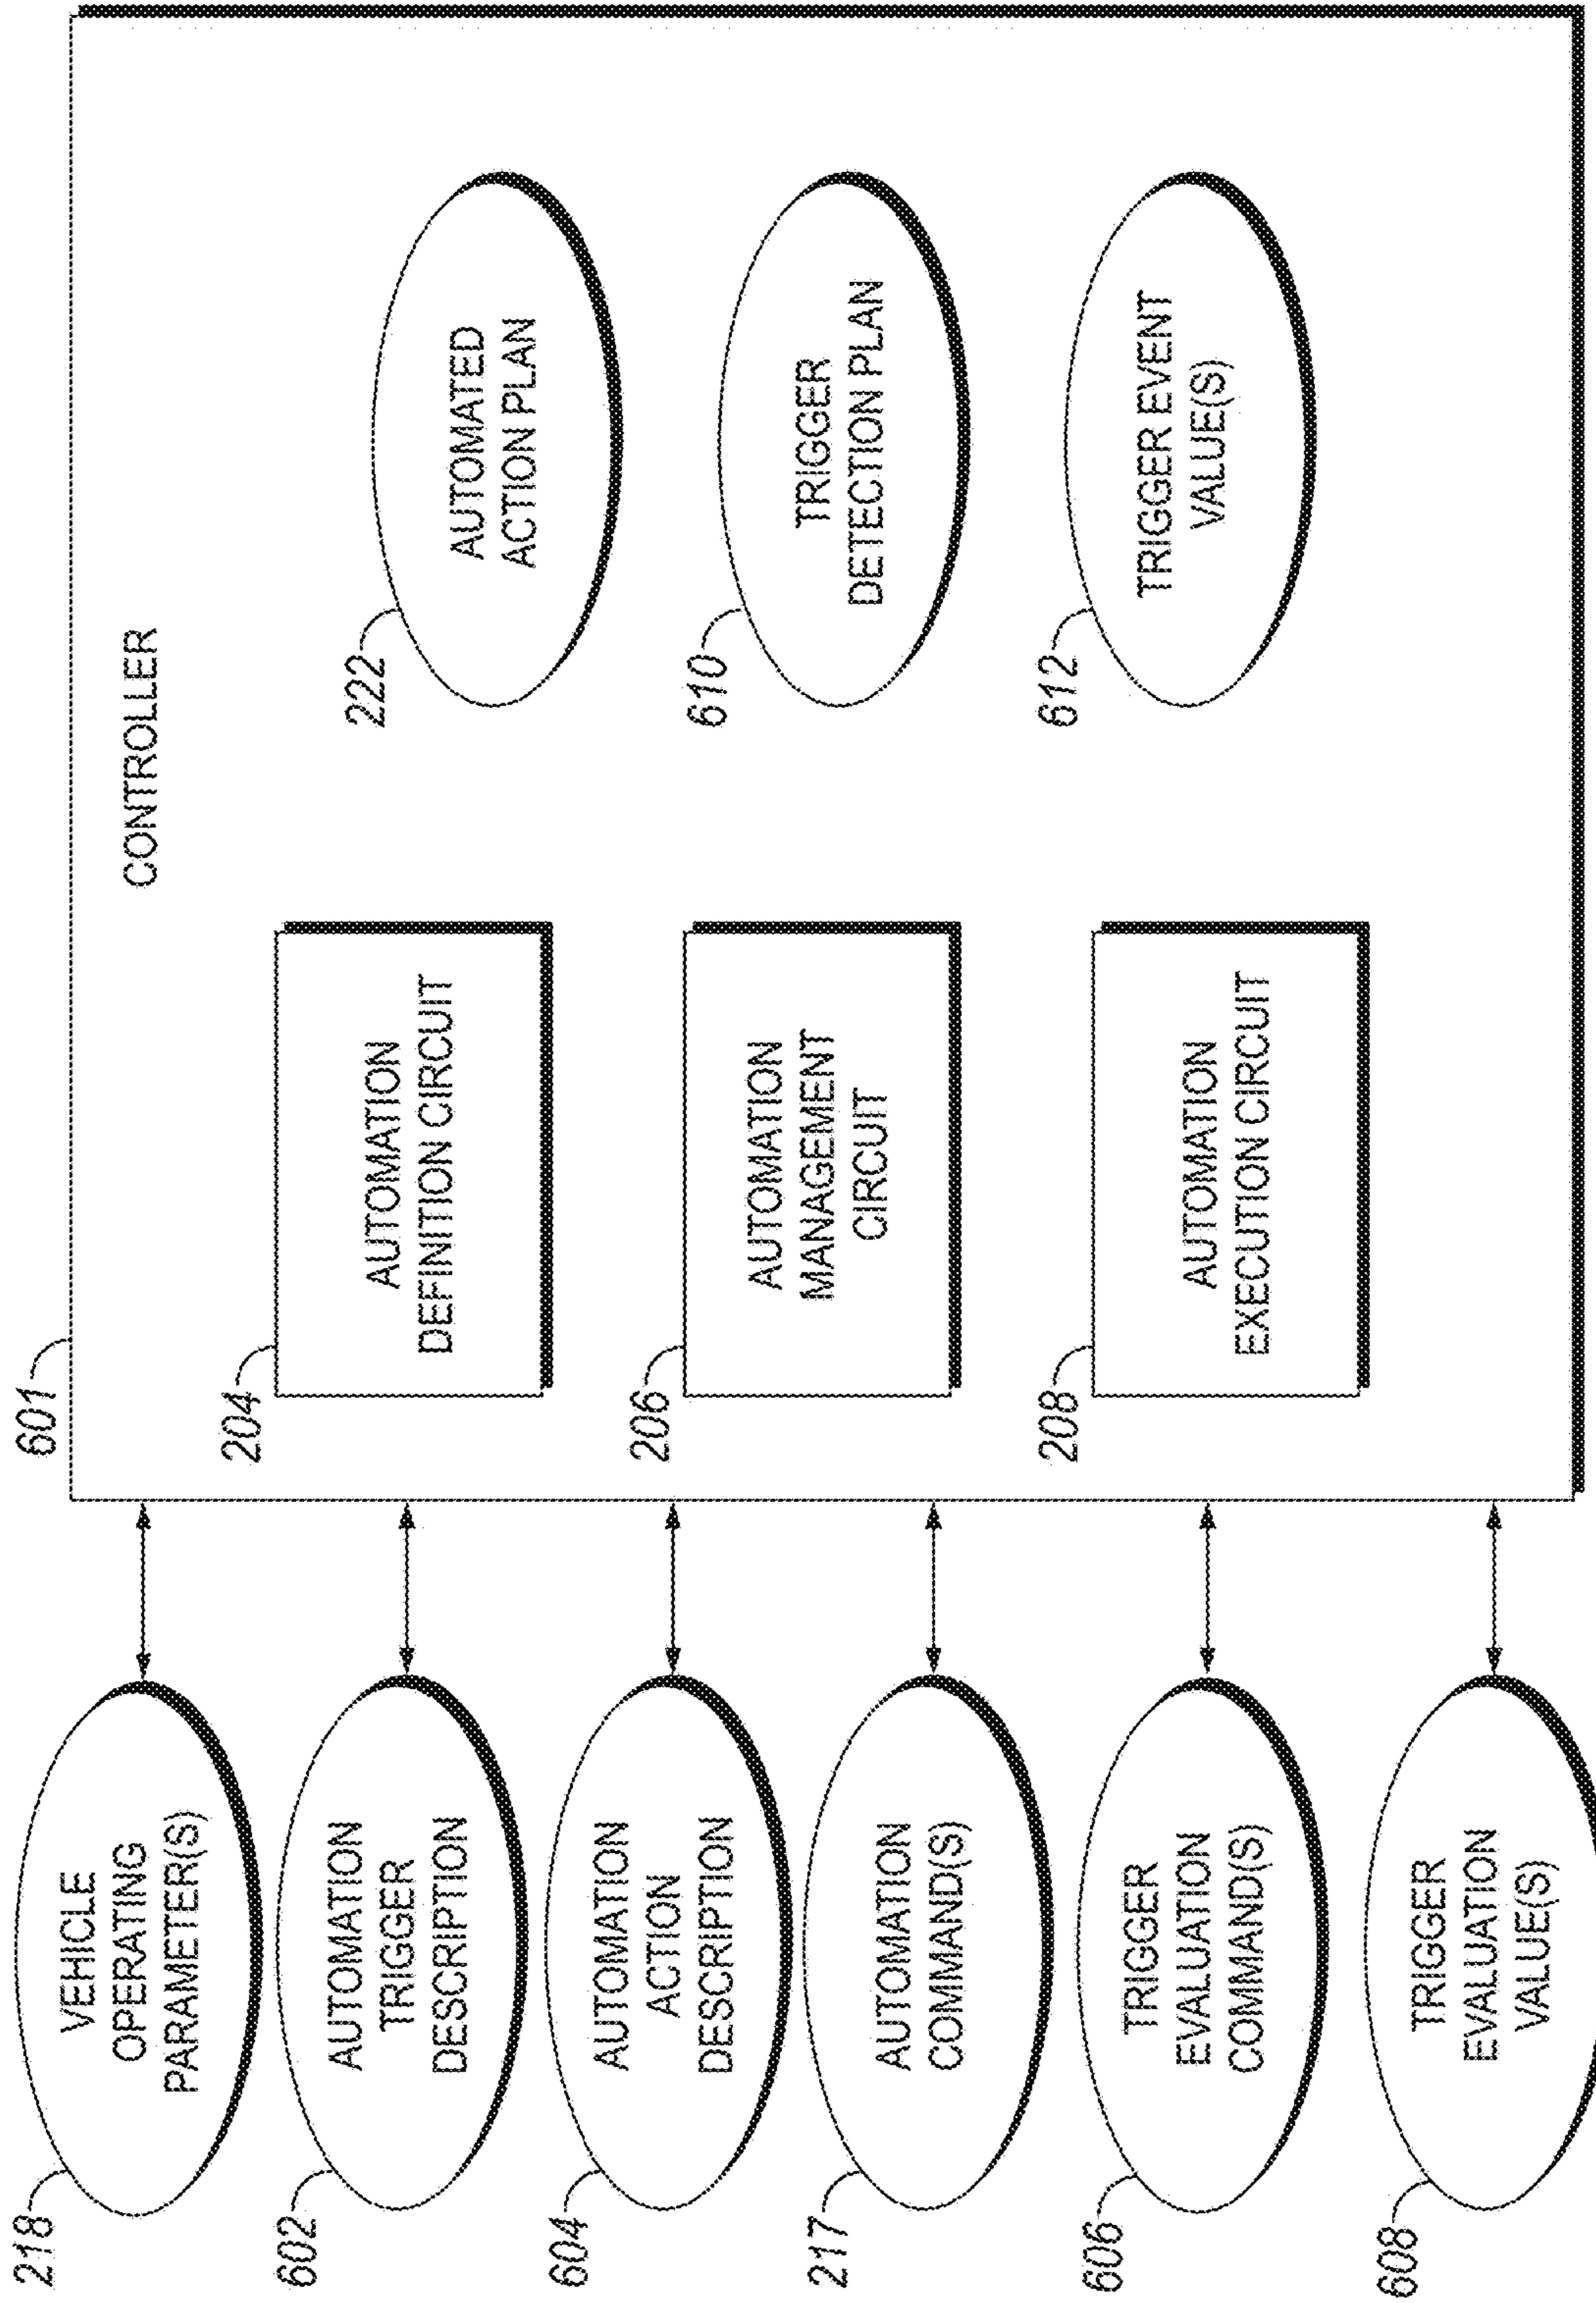 601
CONTROLLER
218
VEHICLE
OPERATING
PARAMETER(S)
602
AUTOMATION
TRIGGER
DESCRIPTION
604
AUTOMATION
ACTION
DESCRIPTION
217
AUTOMATION
COMMAND(S)
606
TRIGGER
EVALUATION
COMMAND(S)
608
TRIGGER
EVALUATION
VALUE(S)
204
AUTOMATION
DEFINITION CIRCUIT
206
AUTOMATION
MANAGEMENT
CIRCUIT
208
AUTOMATION
EXECUTION CIRCUIT
222
AUTOMATED
ACTION PLAN
610
TRIGGER
DETECTION PLAN
612
TRIGGER EVENT
VALUE(S)